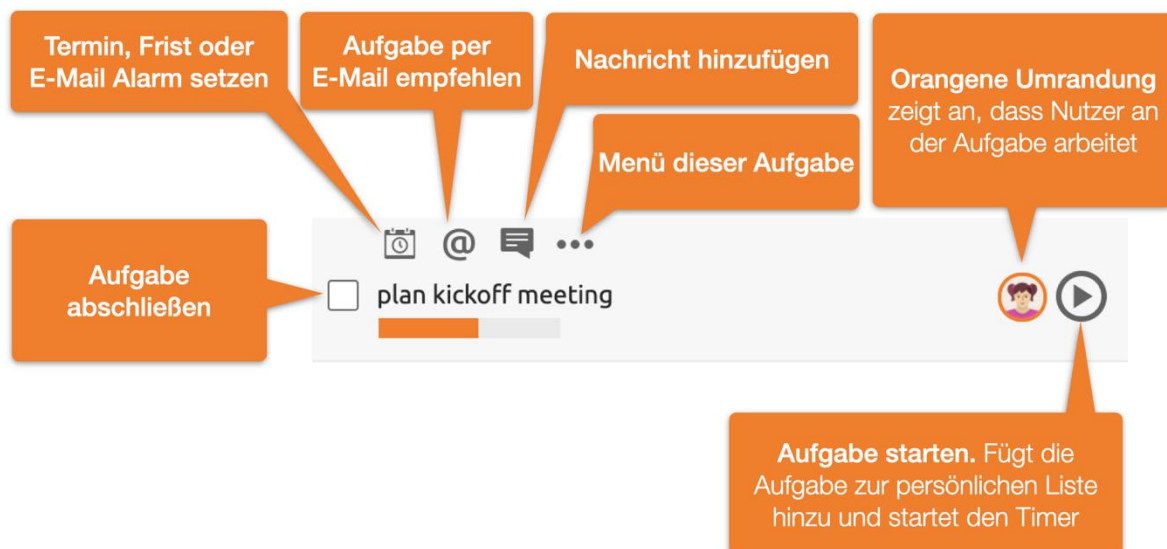 Termin, Frist oder
E-Mail Alarm setzen
Aufgabe per
E-Mail empfehlen
Nachricht hinzufügen
Orangene Umrandung
zeigt an, dass Nutzer an
der Aufgabe arbeitet
Menü dieser Aufgabe
@
Aufgabe
abschließen
plan kickoff meeting
Aufgabe starten. Fügt die
Aufgabe zur persönlichen Liste
hinzu und startet den Timer